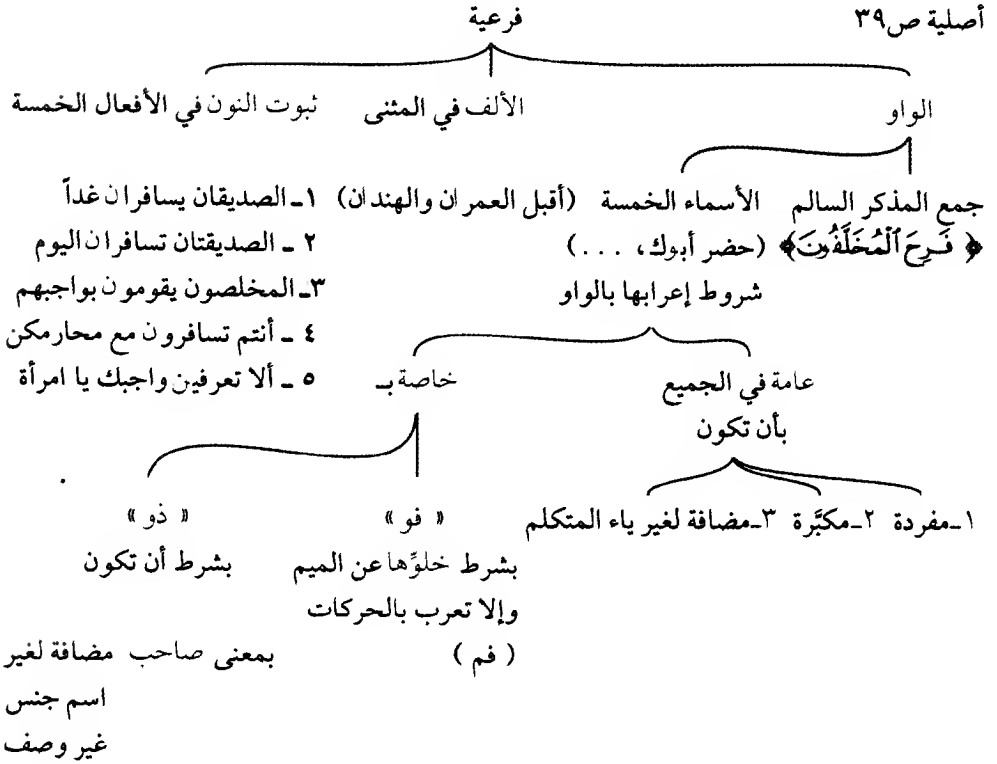 أصلية ص٣٩ فرعية
الواو الألف في المثنى ثبوت النون في الأفعال الخمسة
جمع المذكر السالم الأسماء الخمسة (أقبل العمران والهندان) ١ـ الصديقان يسافران غداً
﴿ فَرِحَ ٱلْمُخَلَّفُونَ﴾ (حضر أبوك، ...) ٢ ـ الصديقتان تسافران اليوم
شروط إعرابها بالواو ٣ـ المخلصون يقومون بواجبهم
٤ ـ أنتم تسافرون مع محارمكن
عامة في الجميع خاصة بـ ٥ ـ ألا تعرفين واجبك يا امرأة
بأن تكون
١ـمفردة ٢ـمكبَّرة ٣ـمضافة لغير ياء المتكلم « فو » « ذو »
بشرط خلوِّها عن الميم بشرط أن تكون
وإلا تعرب بالحركات
( فم ) بمعنى صاحب مضافة لغير
اسم جنس
غير وصف